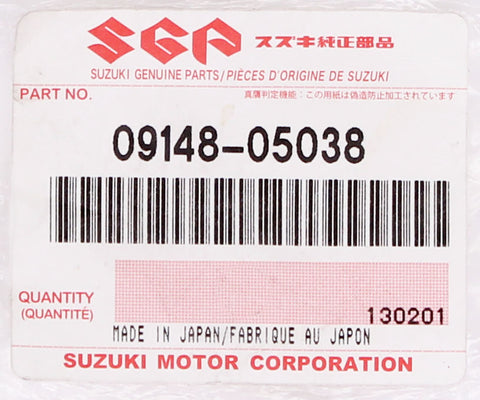 SGP スズキ純正部品
SUZUKI GENUINE PARTS/PIÈCES D'ORIGINE DE SUZUKI
PART NO.
真贋判定機能：この用紙は偽造防止加工されています
09148-05038
QUANTITY
(QUANTITÉ)
130201
MADE IN JAPAN/FABRIQUE AU JAPON
SUZUKI MOTOR CORPORATION